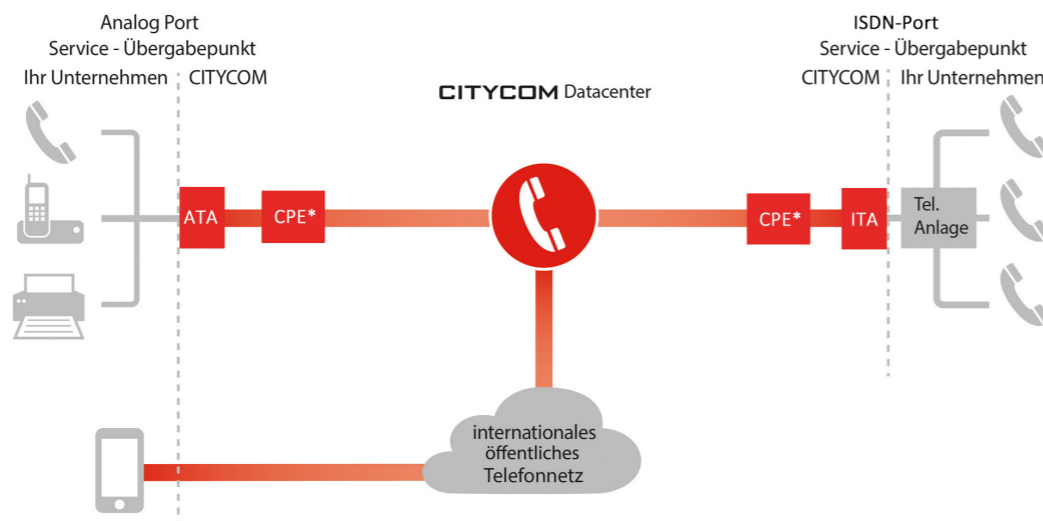 Analog Port
Service - Übergabepunkt
Ihr Unternehmen
CITYCOM
CITYCOM Datacenter
ISDN-Port
Service - Übergabepunkt
CITYCOM
Ihr Unternehmen
ATA
CPE*
CPE*
ITA
Tel.
Anlage
internationales
öffentliches
Telefonnetz